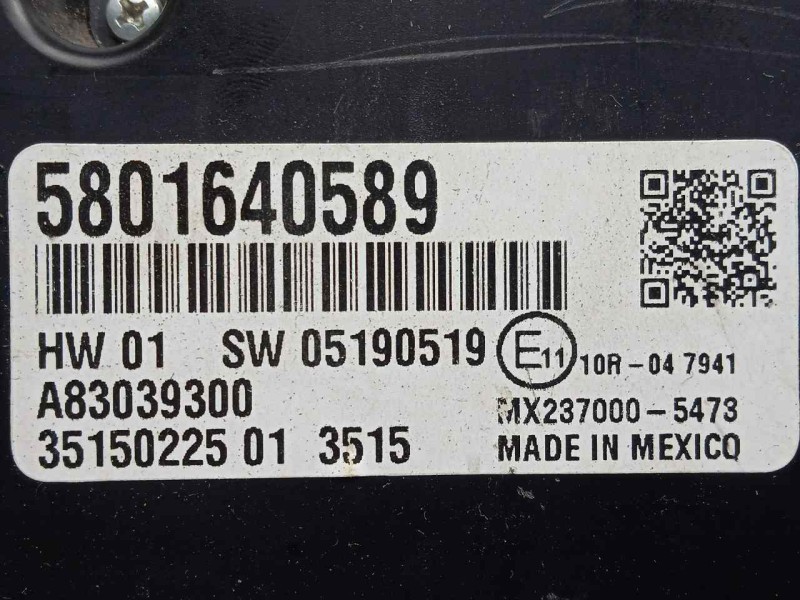 5801640589
HW 01 SW 05190519 E11 10R-04 7941
A83039300 MX237000-5473
35150225 01 3515 MADE IN MEXICO